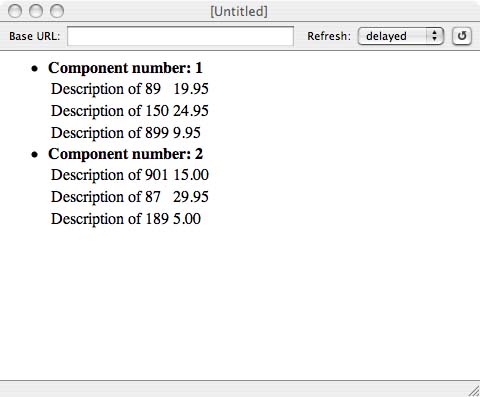 [Untitled]
Base URL: Refresh: delayed
• Component number: 1
Description of 89 19.95
Description of 150 24.95
Description of 899 9.95
• Component number: 2
Description of 901 15.00
Description of 87 29.95
Description of 189 5.00